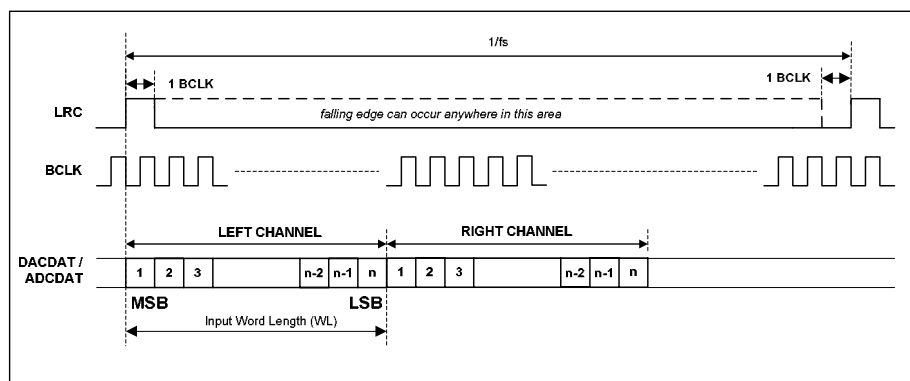 1/fs
1 BCLK
1 BCLK
LRC
falling edge can occur anywhere in this area
BCLK
LEFT CHANNEL
RIGHT CHANNEL
DACDAT /
ADCDAT
1 2 3 n-2 n-1 n 1 2 3 n-2 n-1 n
MSB LSB
Input Word Length (WL)